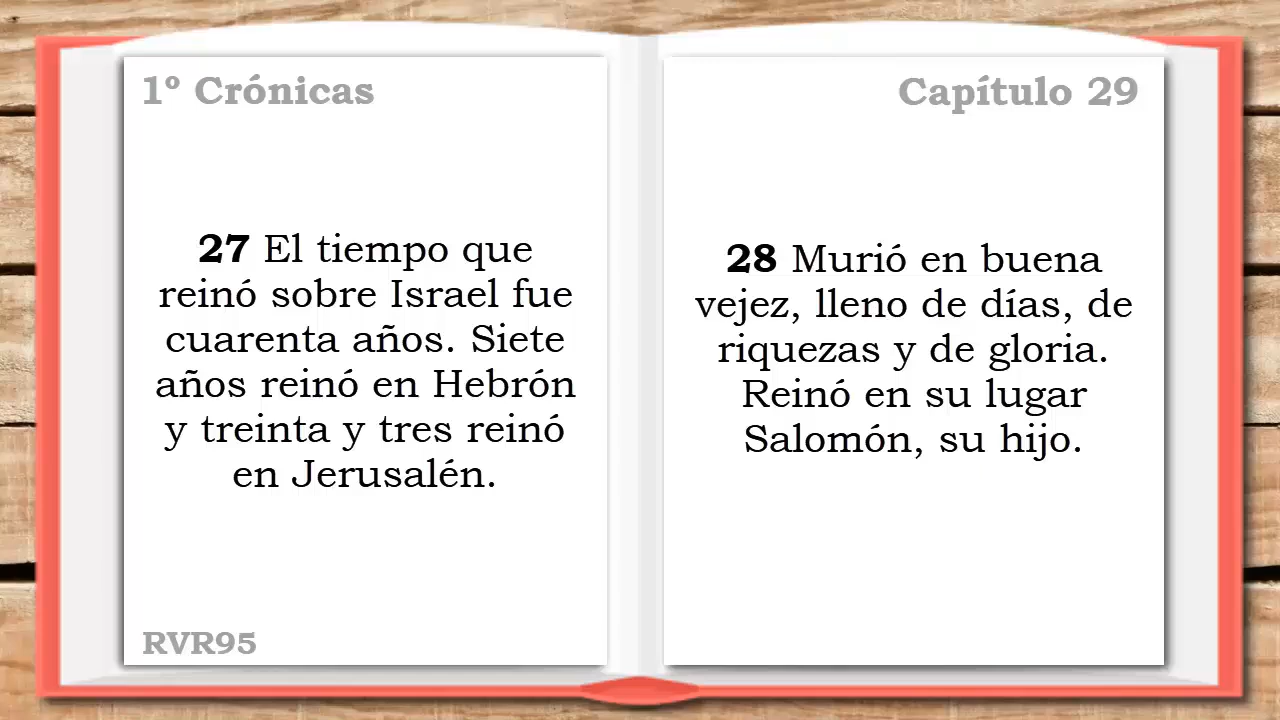 1º Crónicas
27 El tiempo que
reinó sobre Israel fue
cuarenta años. Siete
años reinó en Hebrón
y treinta y tres reinó
en Jerusalén.
RVR95
Capítulo 29
28 Murió en buena
vejez, lleno de días, de
riquezas y de gloria.
Reinó en su lugar
Salomón, su hijo.